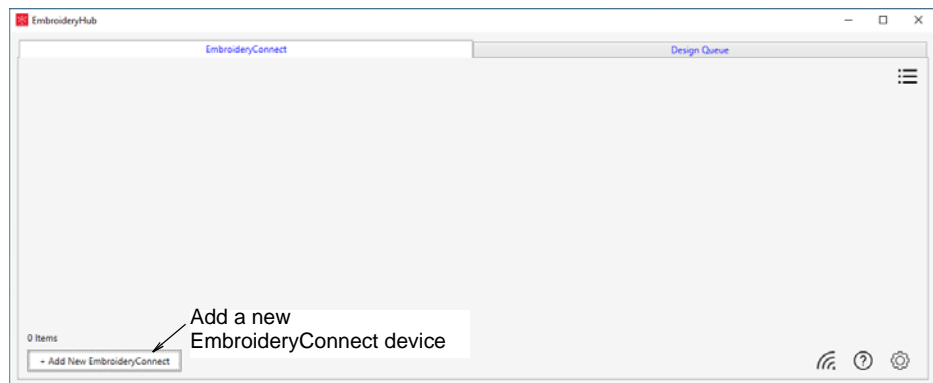 EmbroideryHub
EmbroideryConnect
Design Queue
Add a new
EmbroideryConnect device
0 Items
+ Add New EmbroideryConnect